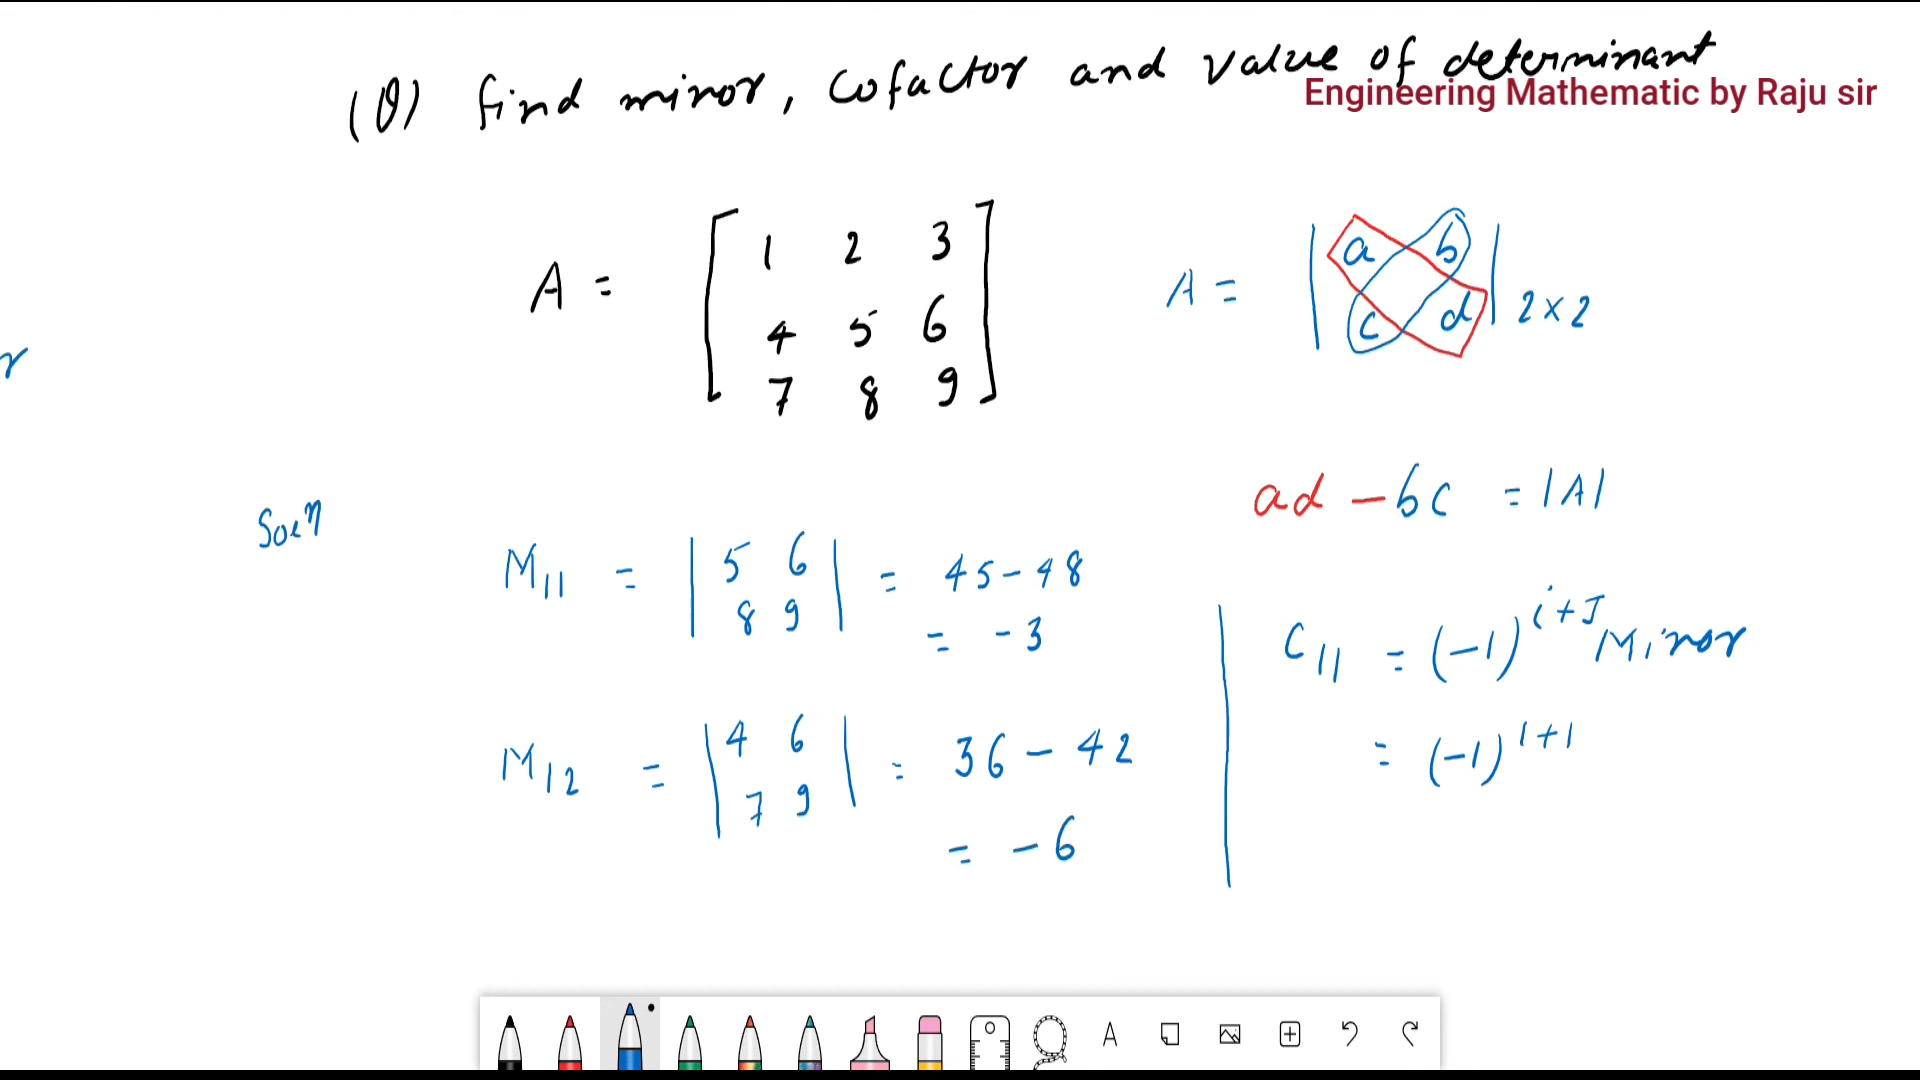 (Q) find minor, cofactor and value of determinant
Engineering Mathematic by Raju sir
A = [ 1 2 3
4 5 6
7 8 9 ]
A = | a b
c d | 2×2
r
ad - bc = |A|
Soln
M11 = | 5 6
8 9 | = 45-48
= -3
C11 = (-1)^i+J Minor
= (-1)^1+1
M12 = | 4 6
7 9 | = 36 - 42
= -6
A